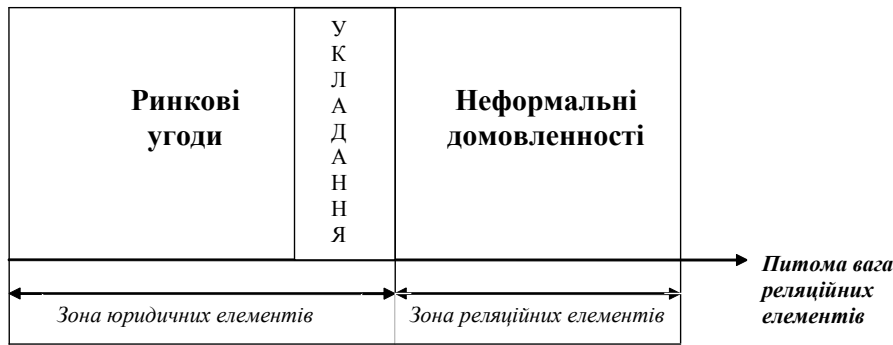 Ринкові
угоди
У
К
Л
А
Д
А
Н
Н
Я
Неформальні
домовленності
Питома вага
реляційних
елементів
Зона юридичних елементів
Зона реляційних елементів